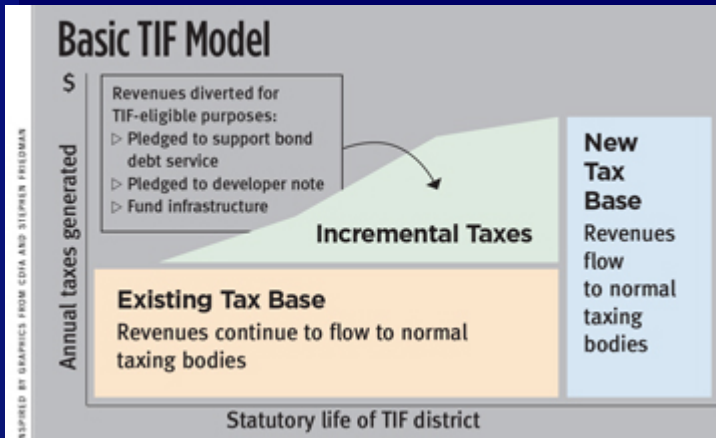 Basic TIF Model
$
Annual taxes generated
Revenues diverted for
TIF-eligible purposes:
▷ Pledged to support bond
debt service
▷ Pledged to developer note
▷ Fund infrastructure
Incremental Taxes
Existing Tax Base
Revenues continue to flow to normal
taxing bodies
New
Tax
Base
Revenues
flow
to normal
taxing
bodies
Statutory life of TIF district
NSPIRED BY GRAPHICS FROM CDFA AND STEPHEN FRIEDMAN